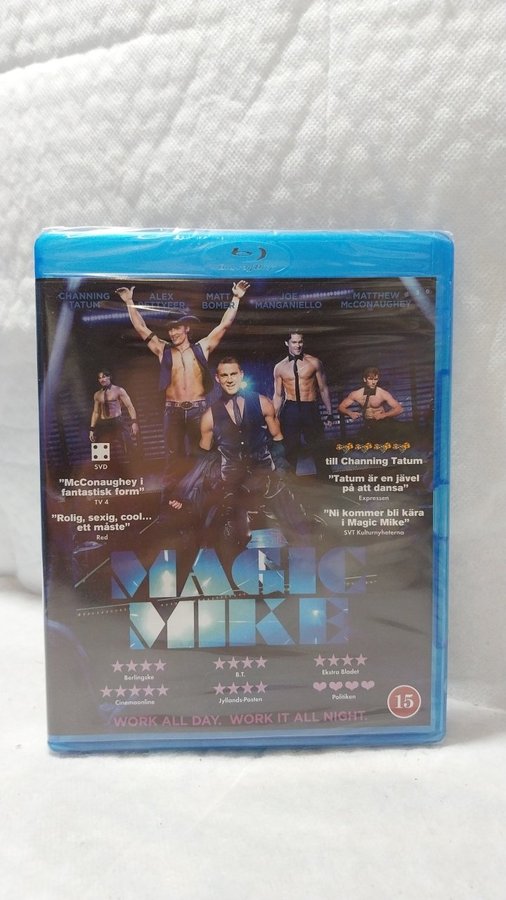 CHANNING TATUM
ALEX PETTYFER
MATT BOMER
JOE MANGANIELLO
MATTHEW McCONAUGHEY
SVD
"McConaughey i
fantastisk form"
TV 4
"Rolig, sexig, cool...
ett måste"
Red
till Channing Tatum
"Tatum är en jävel
på att dansa"
Expressen
"Ni kommer bli kära
i Magic Mike"
SVT Kulturnyheterna
MAGIC
MIKE
Berlingske
B.T.
Ekstra Bladet
Cinemaonline
Jyllands-Posten
Politiken
15
WORK ALL DAY. WORK IT ALL NIGHT.